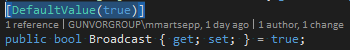 [DefaultValue(true)]
1 reference | GUNVORGROUP\mmartsepp, 1 day ago | 1 author, 1 change
public bool Broadcast { get; set; } = true;